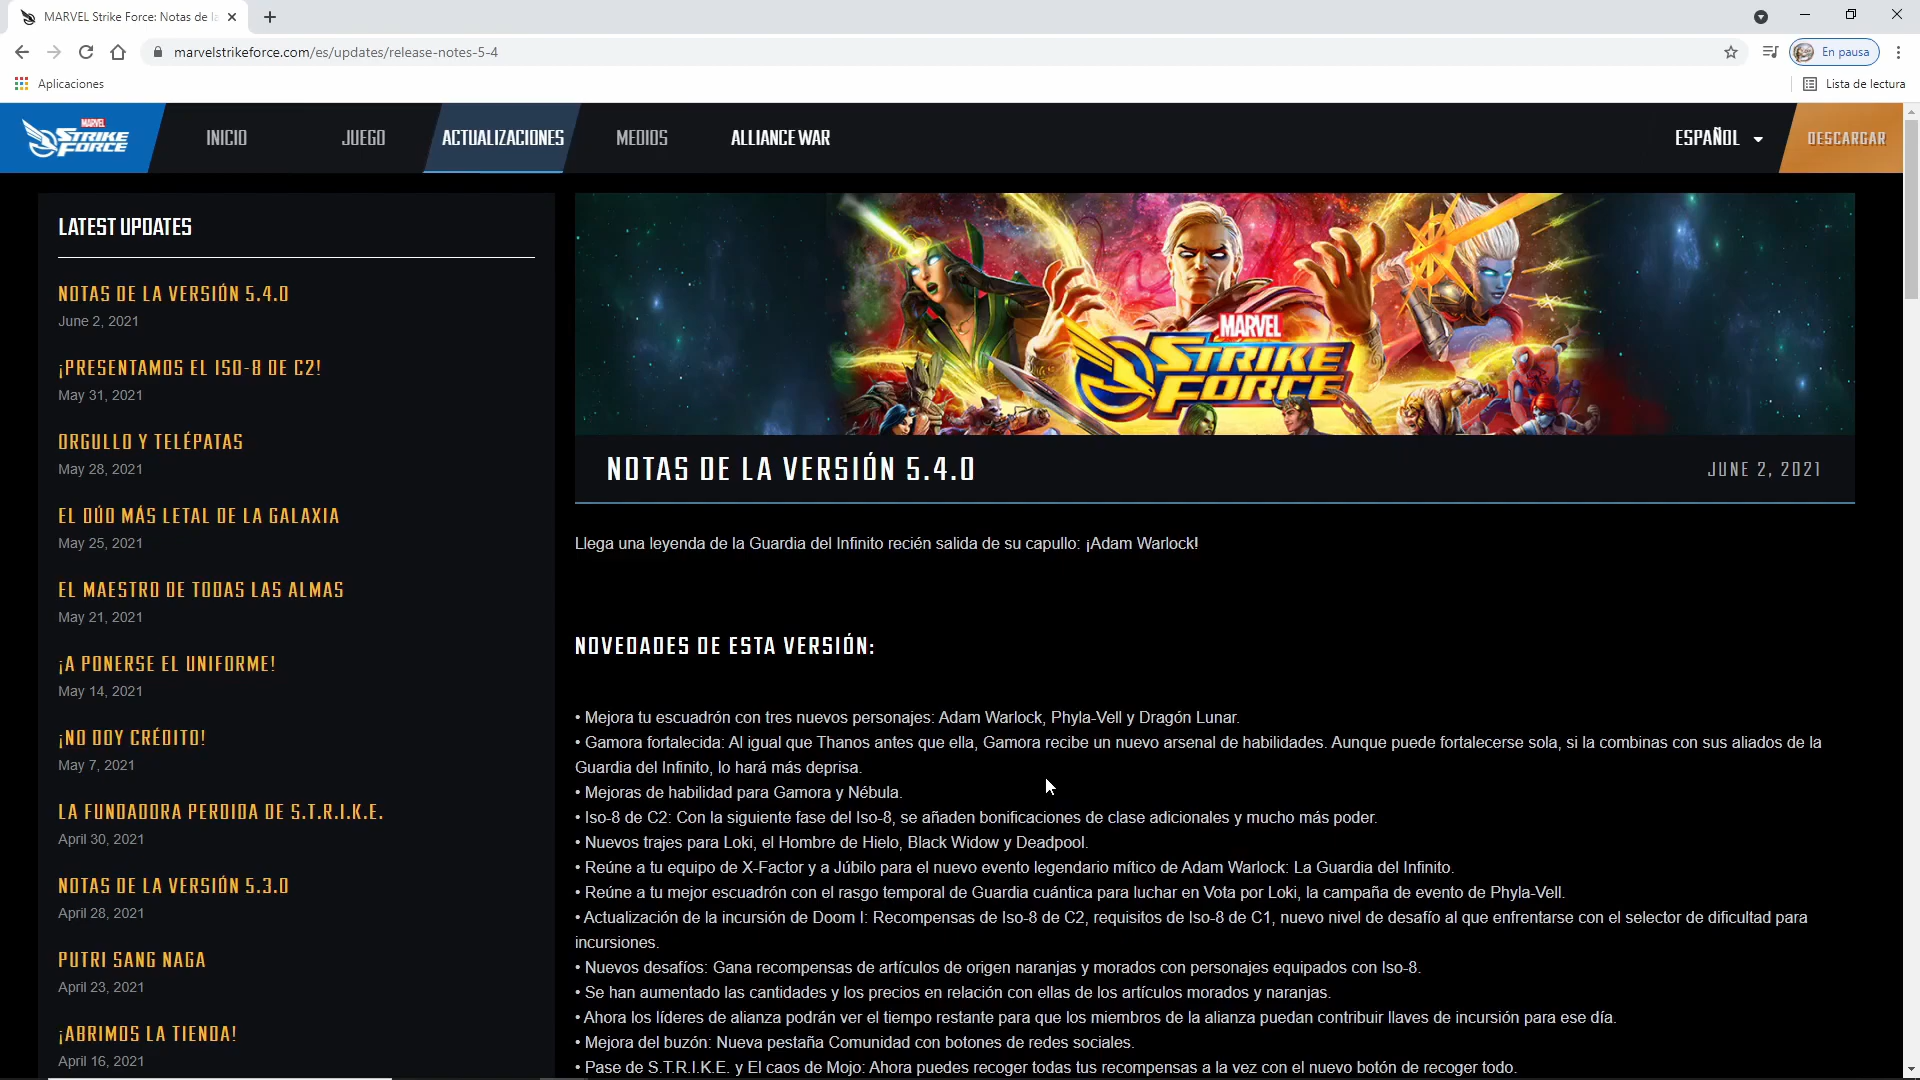 MARVEL Strike Force: Notas de la
marvelstrikeforce.com/es/updates/release-notes-5-4
En pausa
Aplicaciones
Lista de lectura
MARVEL
STRIKE
FORCE
INICIO
JUEGO
ACTUALIZACIONES
MEDIOS
ALLIANCE WAR
ESPAÑOL
DESCARGAR
LATEST UPDATES
NOTAS DE LA VERSIÓN 5.4.0
June 2, 2021
¡PRESENTAMOS EL ISO-8 DE C2!
May 31, 2021
ORGULLO Y TELÉPATAS
May 28, 2021
EL DÚO MÁS LETAL DE LA GALAXIA
May 25, 2021
EL MAESTRO DE TODAS LAS ALMAS
May 21, 2021
¡A PONERSE EL UNIFORME!
May 14, 2021
¡NO DOY CRÉDITO!
May 7, 2021
LA FUNDADORA PERDIDA DE S.T.R.I.K.E.
April 30, 2021
NOTAS DE LA VERSIÓN 5.3.0
April 28, 2021
PUTRI SANG NAGA
April 23, 2021
¡ABRIMOS LA TIENDA!
April 16, 2021
MARVEL
STRIKE
FORCE
NOTAS DE LA VERSIÓN 5.4.0
JUNE 2, 2021
Llega una leyenda de la Guardia del Infinito recién salida de su capullo: ¡Adam Warlock!
NOVEDADES DE ESTA VERSIÓN:
• Mejora tu escuadrón con tres nuevos personajes: Adam Warlock, Phyla-Vell y Dragón Lunar.
• Gamora fortalecida: Al igual que Thanos antes que ella, Gamora recibe un nuevo arsenal de habilidades. Aunque puede fortalecerse sola, si la combinas con sus aliados de la
Guardia del Infinito, lo hará más deprisa.
• Mejoras de habilidad para Gamora y Nébula.
• Iso-8 de C2: Con la siguiente fase del Iso-8, se añaden bonificaciones de clase adicionales y mucho más poder.
• Nuevos trajes para Loki, el Hombre de Hielo, Black Widow y Deadpool.
• Reúne a tu equipo de X-Factor y a Júbilo para el nuevo evento legendario mítico de Adam Warlock: La Guardia del Infinito.
• Reúne a tu mejor escuadrón con el rasgo temporal de Guardia cuántica para luchar en Vota por Loki, la campaña de evento de Phyla-Vell.
• Actualización de la incursión de Doom I: Recompensas de Iso-8 de C2, requisitos de Iso-8 de C1, nuevo nivel de desafío al que enfrentarse con el selector de dificultad para
incursiones.
• Nuevos desafíos: Gana recompensas de artículos de origen naranjas y morados con personajes equipados con Iso-8.
• Se han aumentado las cantidades y los precios en relación con ellas de los artículos morados y naranjas.
• Ahora los líderes de alianza podrán ver el tiempo restante para que los miembros de la alianza puedan contribuir llaves de incursión para ese día.
• Mejora del buzón: Nueva pestaña Comunidad con botones de redes sociales.
• Pase de S.T.R.I.K.E. y El caos de Mojo: Ahora puedes recoger todas tus recompensas a la vez con el nuevo botón de recoger todo.